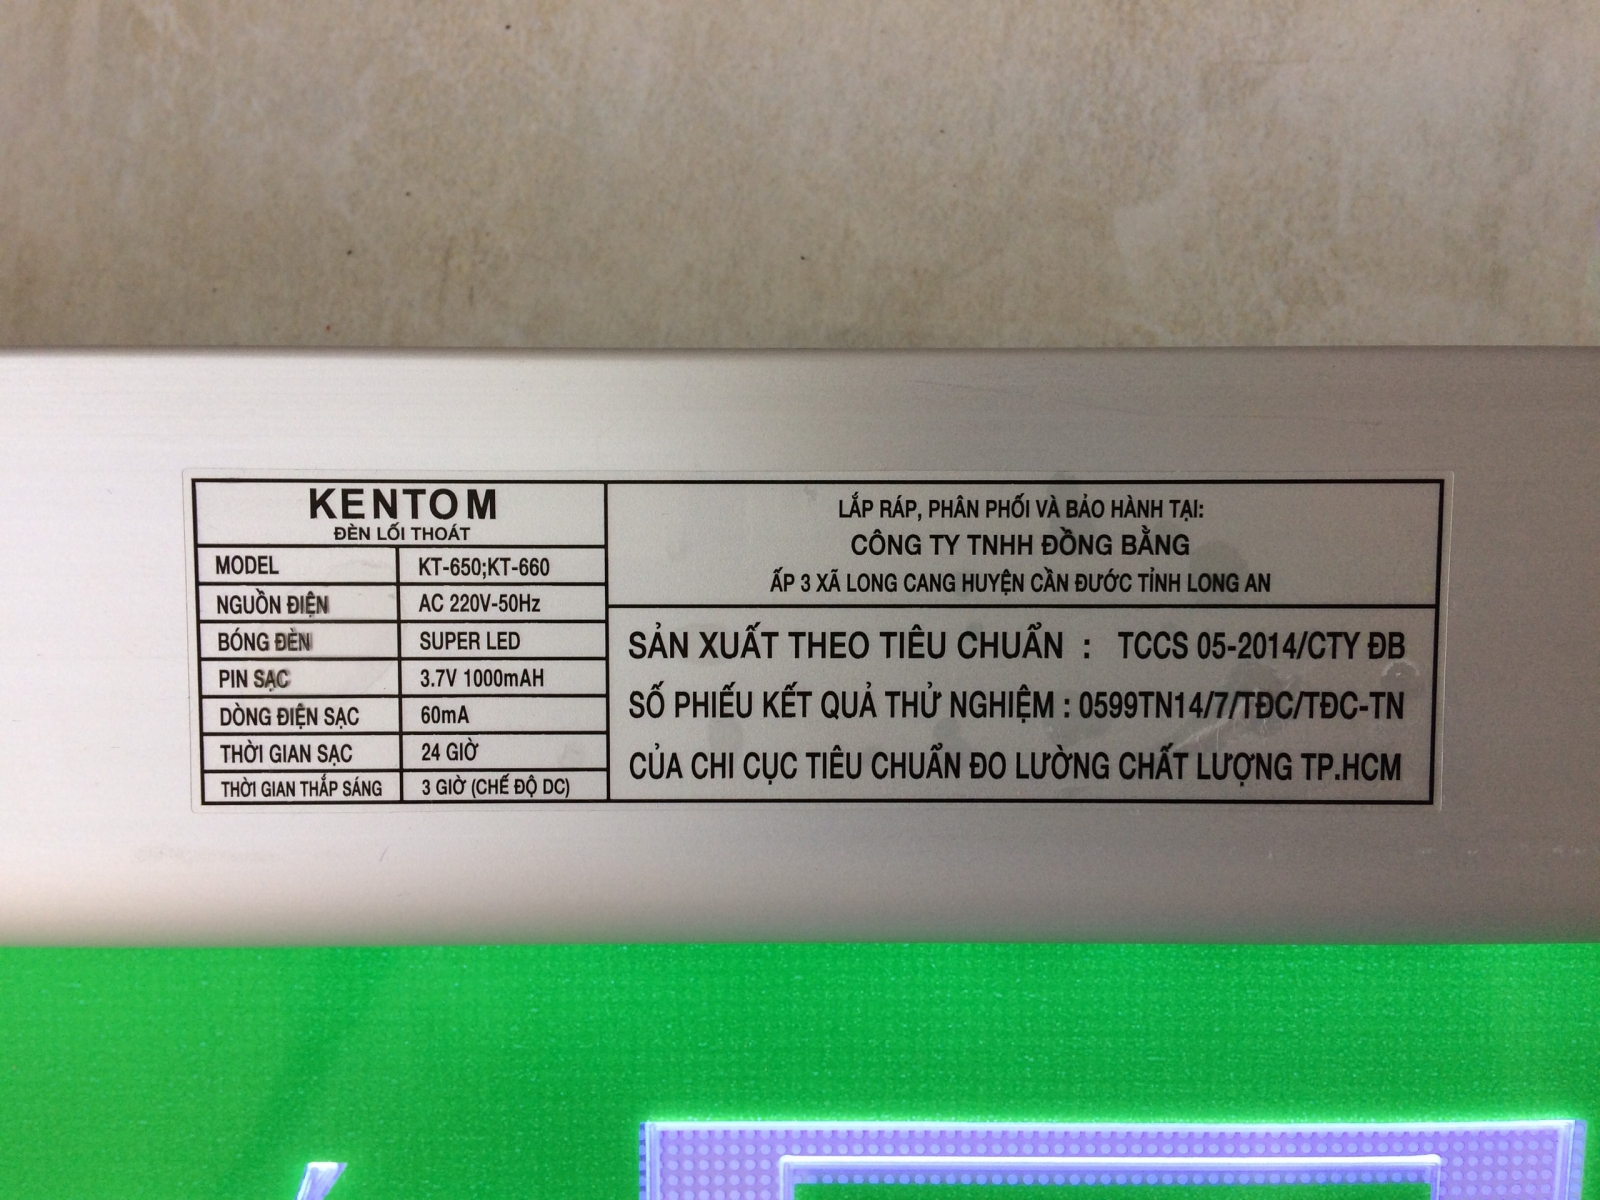 KENTOM
ĐÈN LỐI THOÁT
MODEL KT-650;KT-660
NGUỒN ĐIỆN AC 220V-50Hz
BÓNG ĐÈN SUPER LED
PIN SẠC 3.7V 1000mAH
DÒNG ĐIỆN SẠC 60mA
THỜI GIAN SẠC 24 GIỜ
THỜI GIAN THẮP SÁNG 3 GIỜ (CHẾ ĐỘ DC)
LẮP RÁP, PHÂN PHỐI VÀ BẢO HÀNH TẠI:
CÔNG TY TNHH ĐỒNG BẰNG
ẤP 3 XÃ LONG CANG HUYỆN CẦN ĐƯỚC TỈNH LONG AN
SẢN XUẤT THEO TIÊU CHUẨN : TCCS 05-2014/CTY ĐB
SỐ PHIẾU KẾT QUẢ THỬ NGHIỆM : 0599TN14/7/TĐC/TĐC-TN
CỦA CHI CỤC TIÊU CHUẨN ĐO LƯỜNG CHẤT LƯỢNG TP.HCM